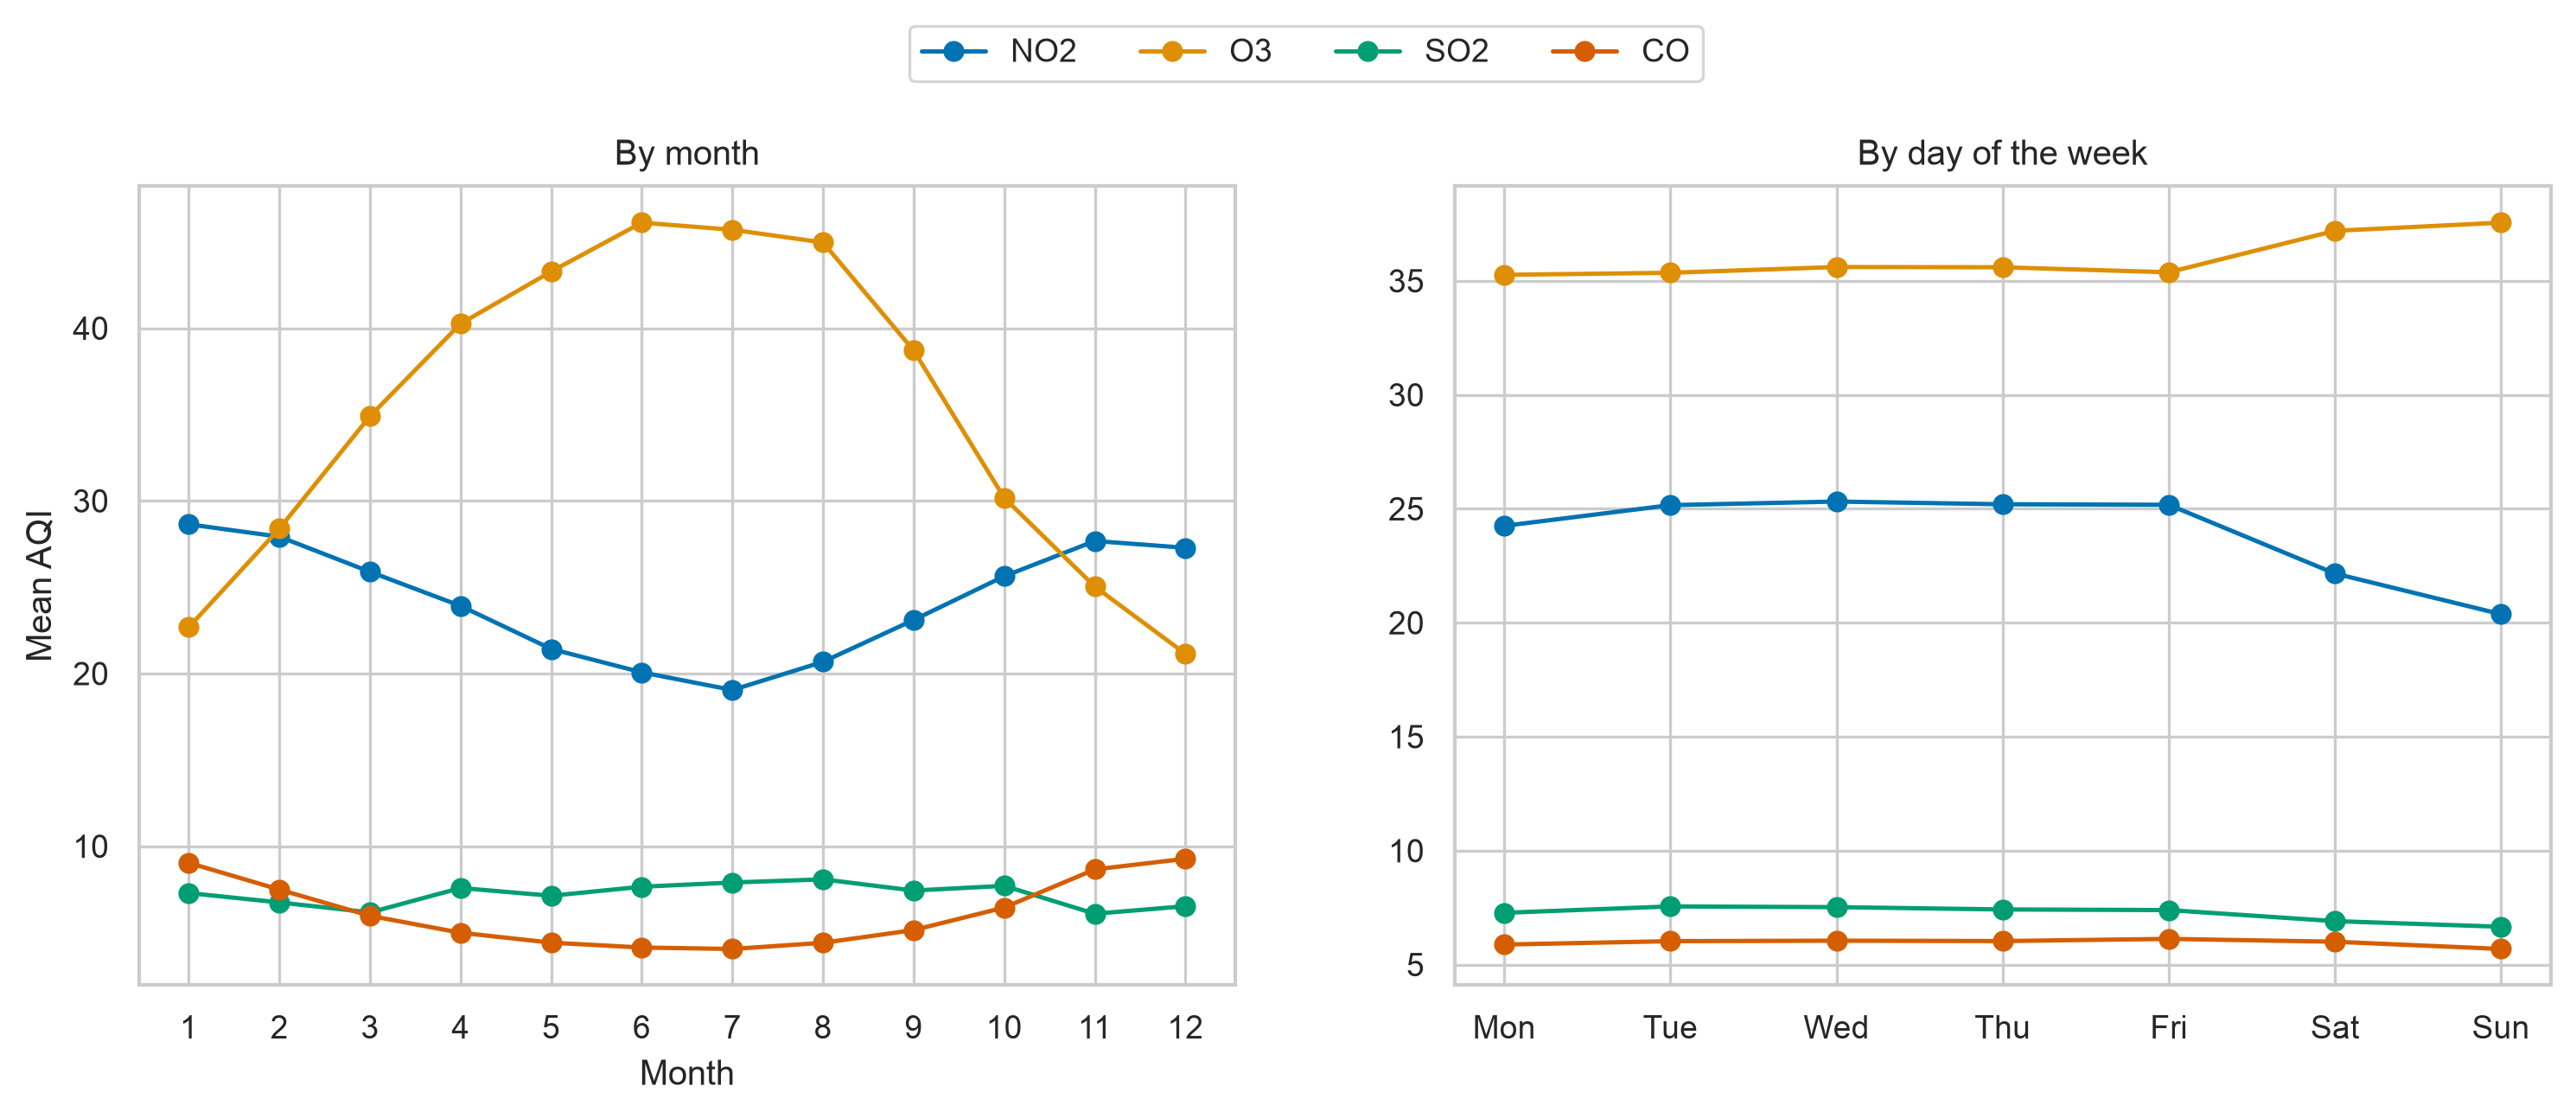 NO2 O3 SO2 CO
By month
Mean AQI
40
30
20
10
1 2 3 4 5 6 7 8 9 10 11 12
Month
By day of the week
35
30
25
20
15
10
5
Mon Tue Wed Thu Fri Sat Sun